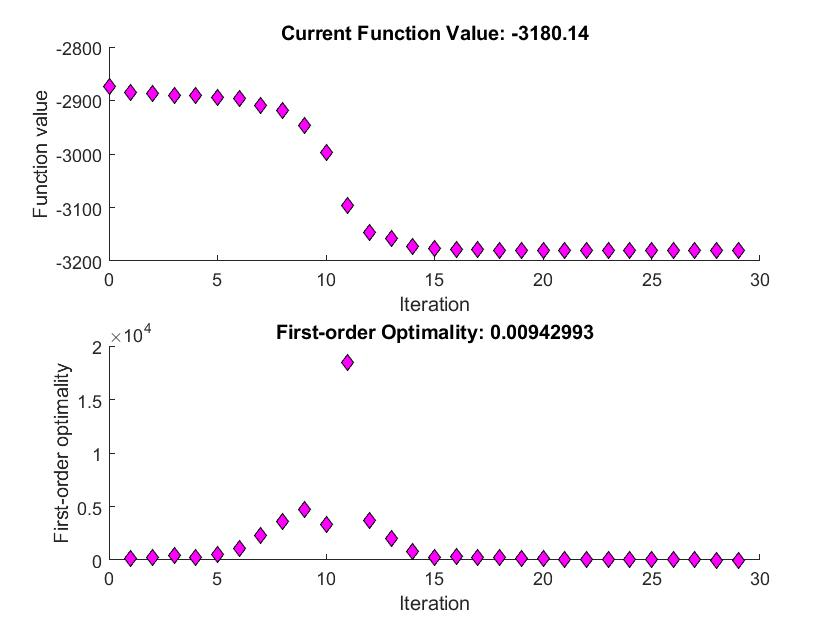 Current Function Value: -3180.14
-2800
-2900
-3000
-3100
-3200
Function value
0 5 10 15 20 25 30
Iteration
First-order Optimality: 0.00942993
×10^4
2
1.5
1
0.5
0
First-order optimality
0 5 10 15 20 25 30
Iteration